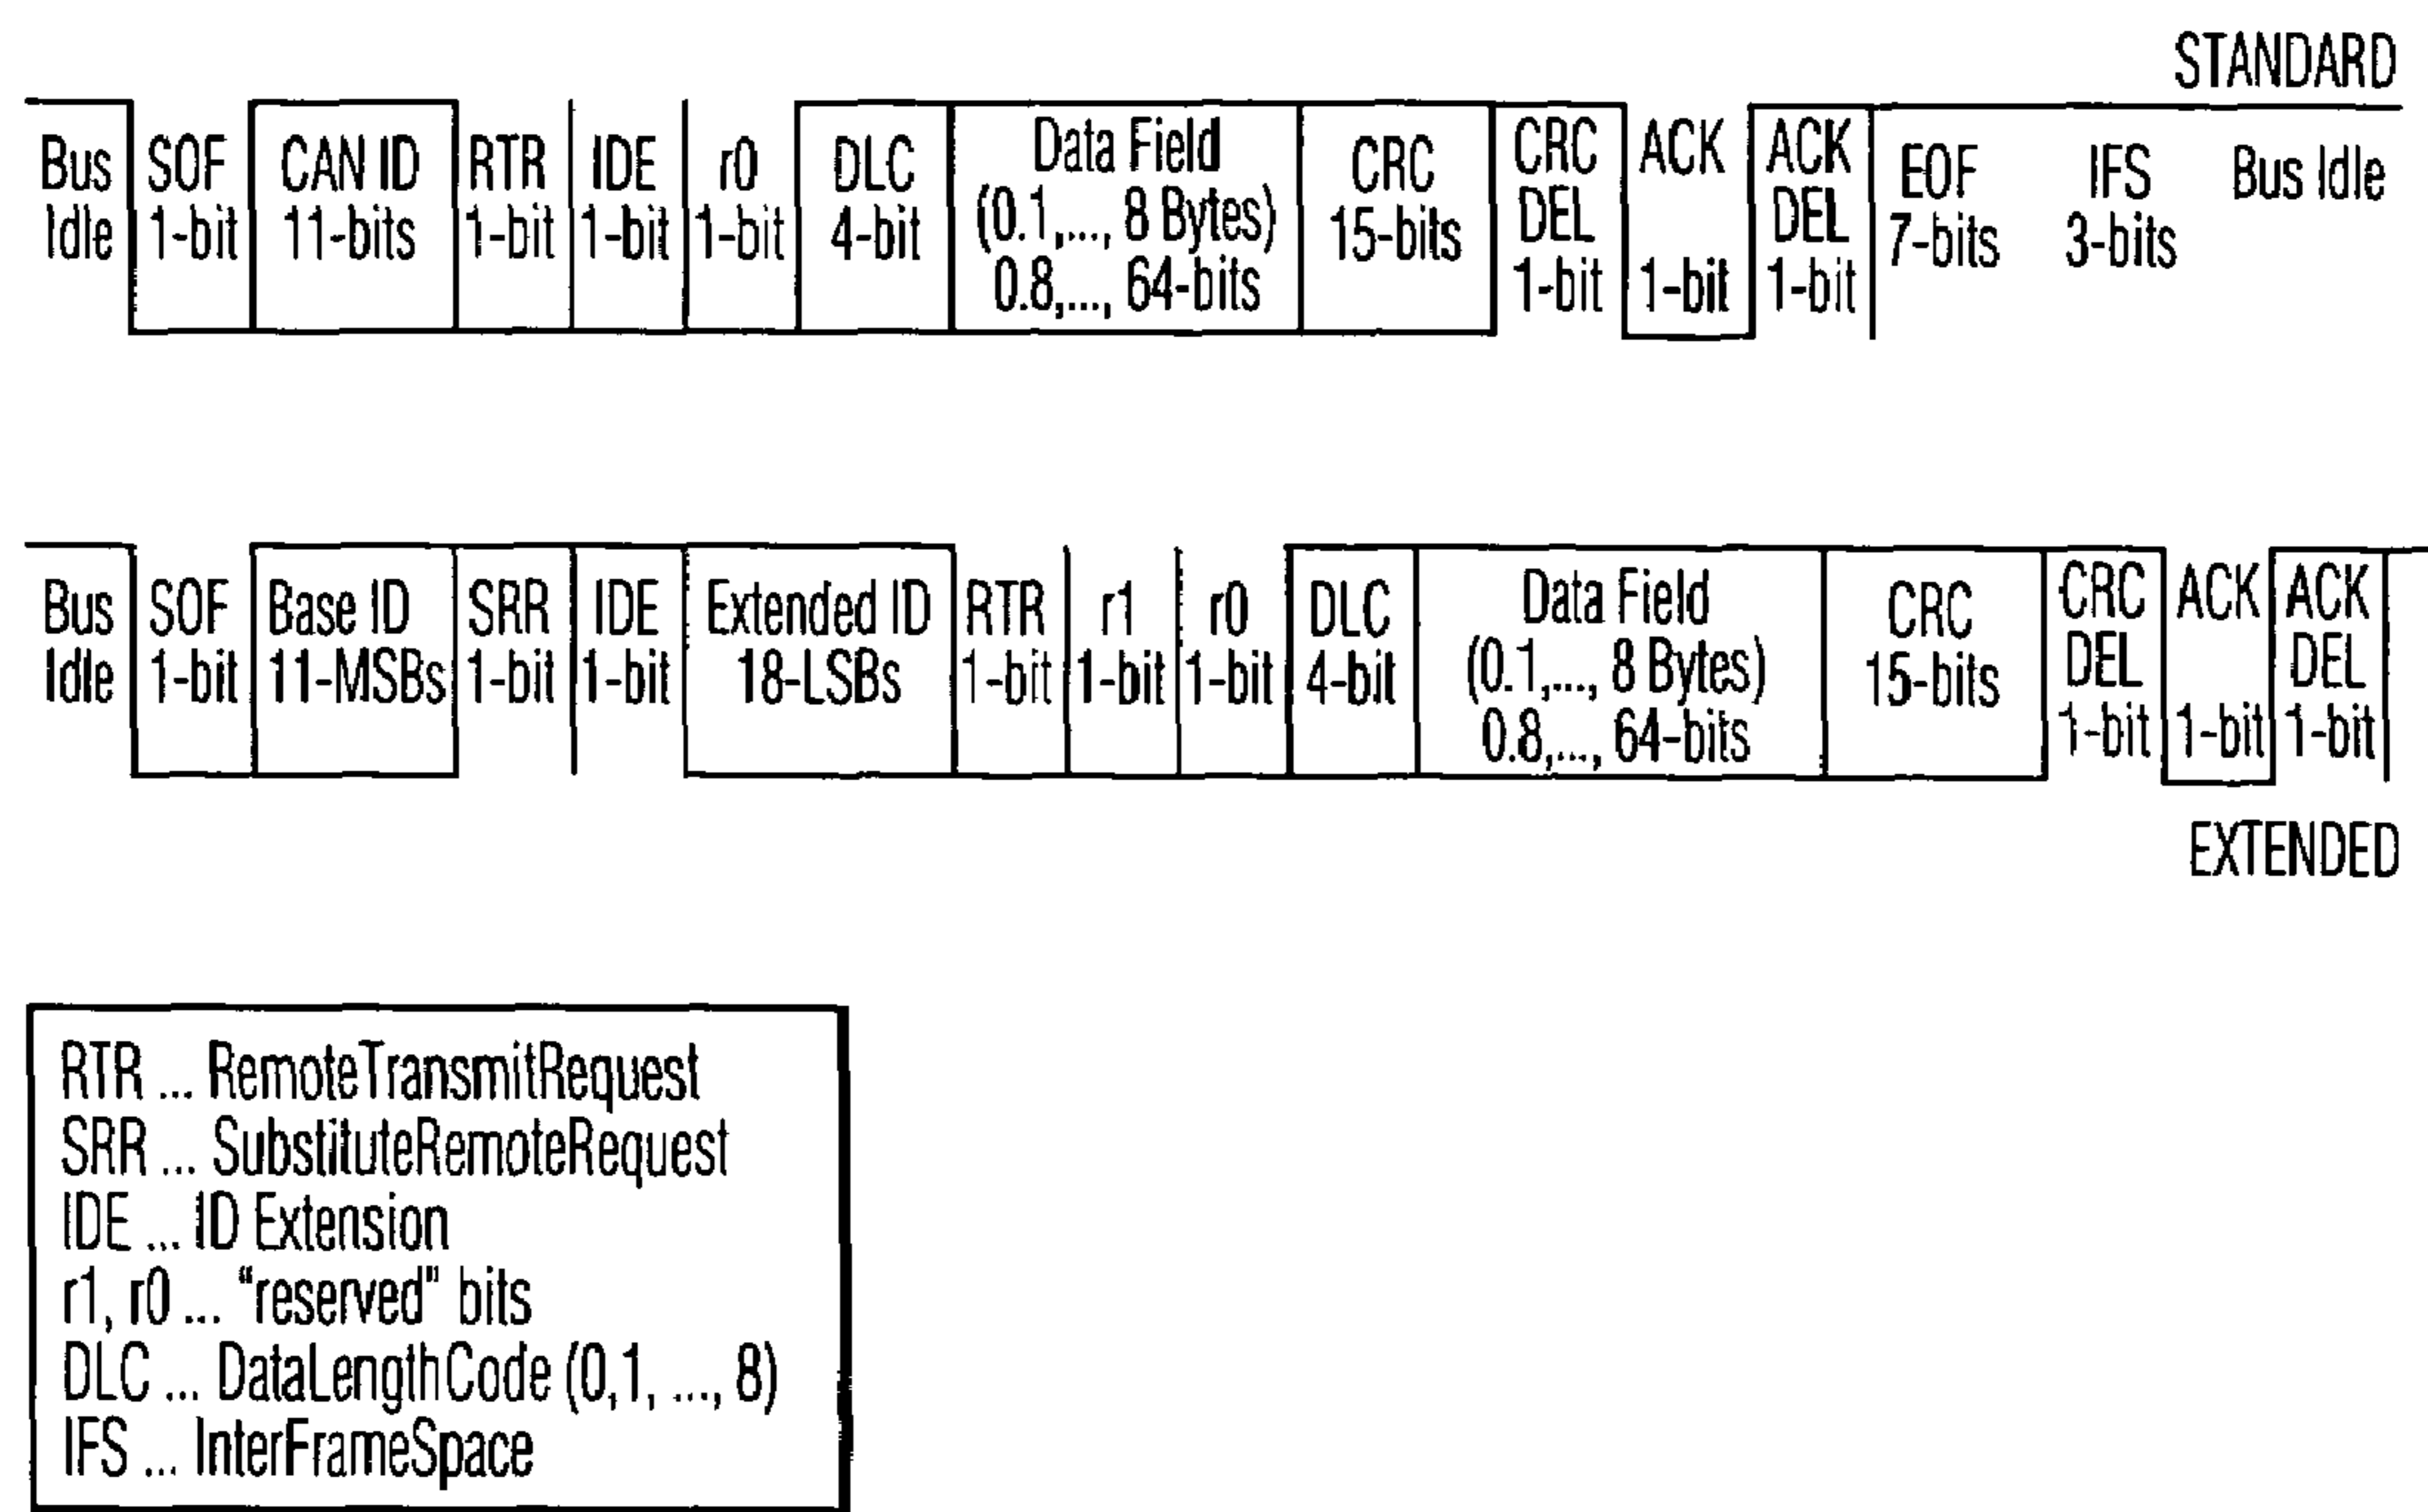 STANDARD
Bus Idle
SOF 1-bit
CAN ID 11-bits
RTR 1-bit
IDE 1-bit
r0 1-bit
DLC 4-bit
Data Field (0.1,..., 8 Bytes) 0.8,..., 64-bits
CRC 15-bits
CRC DEL 1-bit
ACK 1-bit
ACK DEL 1-bit
EOF 7-bits
IFS 3-bits
Bus Idle
Bus Idle
SOF 1-bit
Base ID 11-MSBs
SRR 1-bit
IDE 1-bit
Extended ID 18-LSBs
RTR 1-bit
r1 1-bit
r0 1-bit
DLC 4-bit
Data Field (0.1,..., 8 Bytes) 0.8,..., 64-bits
CRC 15-bits
CRC DEL 1-bit
ACK 1-bit
ACK DEL 1-bit
EXTENDED
RTR ... RemoteTransmitRequest
SRR ... SubstituteRemoteRequest
IDE ... ID Extension
r1, r0 ... "reserved" bits
DLC ... DataLengthCode (0,1, ..., 8)
IFS ... InterFrameSpace